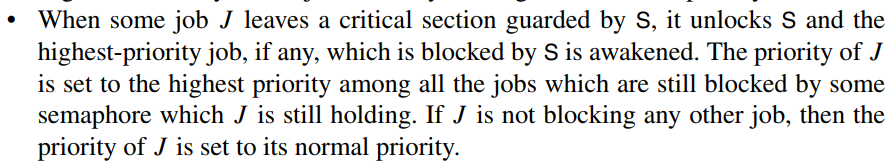 • When some job J leaves a critical section guarded by S, it unlocks S and the
highest-priority job, if any, which is blocked by S is awakened. The priority of J
is set to the highest priority among all the jobs which are still blocked by some
semaphore which J is still holding. If J is not blocking any other job, then the
priority of J is set to its normal priority.